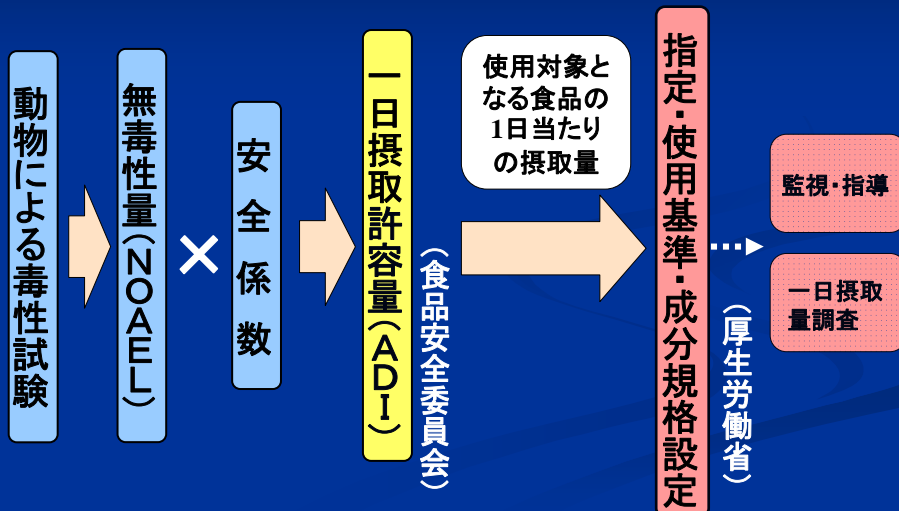 動物による毒性試験
無毒性量(ＮＯＡＥＬ)
×
安全係数
一日摂取許容量(ＡＤＩ)
(食品安全委員会)
使用対象と
なる食品の
1日当たり
の摂取量
指定・使用基準・成分規格設定
(厚生労働省)
監視・指導
一日摂取
量調査